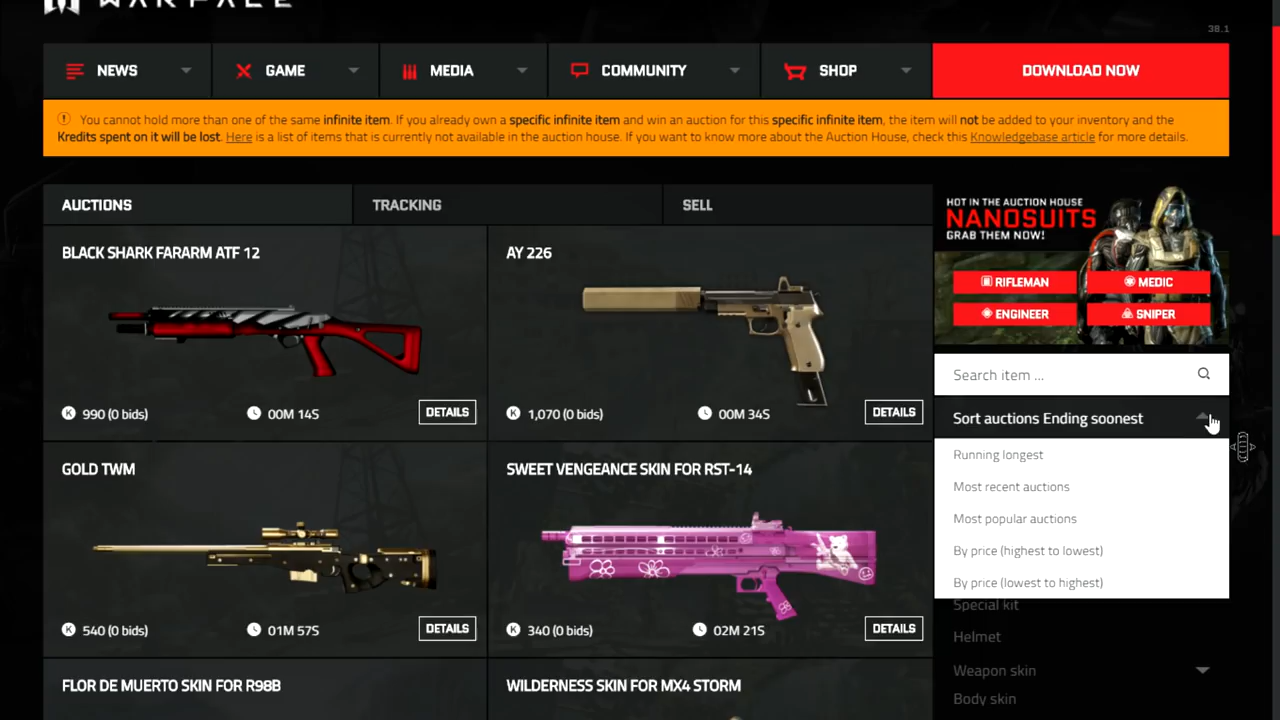 WARFACE
38.1
NEWS
GAME
MEDIA
COMMUNITY
SHOP
DOWNLOAD NOW
You cannot hold more than one of the same infinite item. If you already own a specific infinite item and win an auction for this specific infinite item, the item will not be added to your inventory and the
Kredits spent on it will be lost. Here is a list of items that is currently not available in the auction house. If you want to know more about the Auction House, check this Knowledgebase article for more details.
AUCTIONS
TRACKING
SELL
BLACK SHARK FARARM ATF 12
K 990 (0 bids)
00M 14S
DETAILS
AY 226
K 1,070 (0 bids)
00M 34S
DETAILS
GOLD TWM
K 540 (0 bids)
01M 57S
DETAILS
SWEET VENGEANCE SKIN FOR RST-14
K 340 (0 bids)
02M 21S
DETAILS
FLOR DE MUERTO SKIN FOR R98B
WILDERNESS SKIN FOR MX4 STORM
HOT IN THE AUCTION HOUSE
NANOSUITS
GRAB THEM NOW!
RIFLEMAN
MEDIC
ENGINEER
SNIPER
Search item ...
Sort auctions Ending soonest
Running longest
Most recent auctions
Most popular auctions
By price (highest to lowest)
By price (lowest to highest)
Special kit
Helmet
Weapon skin
Body skin